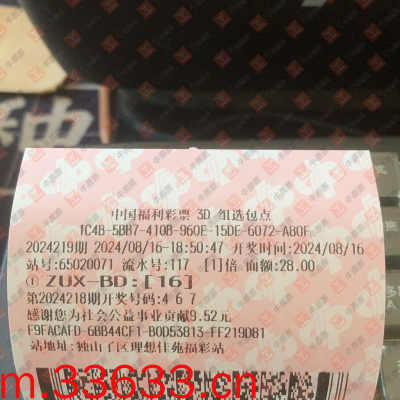 种
中国福利彩票 3D 组选包点
1C4B-5BB7-410B-960E-15DE-6072-AB0F
2024219期 2024/08/16-18:50:47 开奖时间:2024/08/16
站号:65020071 流水号:117 [1]倍 面额:28.00
① ZUX-BD:[16]
第2024218期开奖号码:4 6 7
感谢您为社会公益事业贡献9.52元
E9FACAFD-6BB44CF1-B0D53813-FF219D81
站地址:独山子区理想佳苑福彩站
m.33633.cn